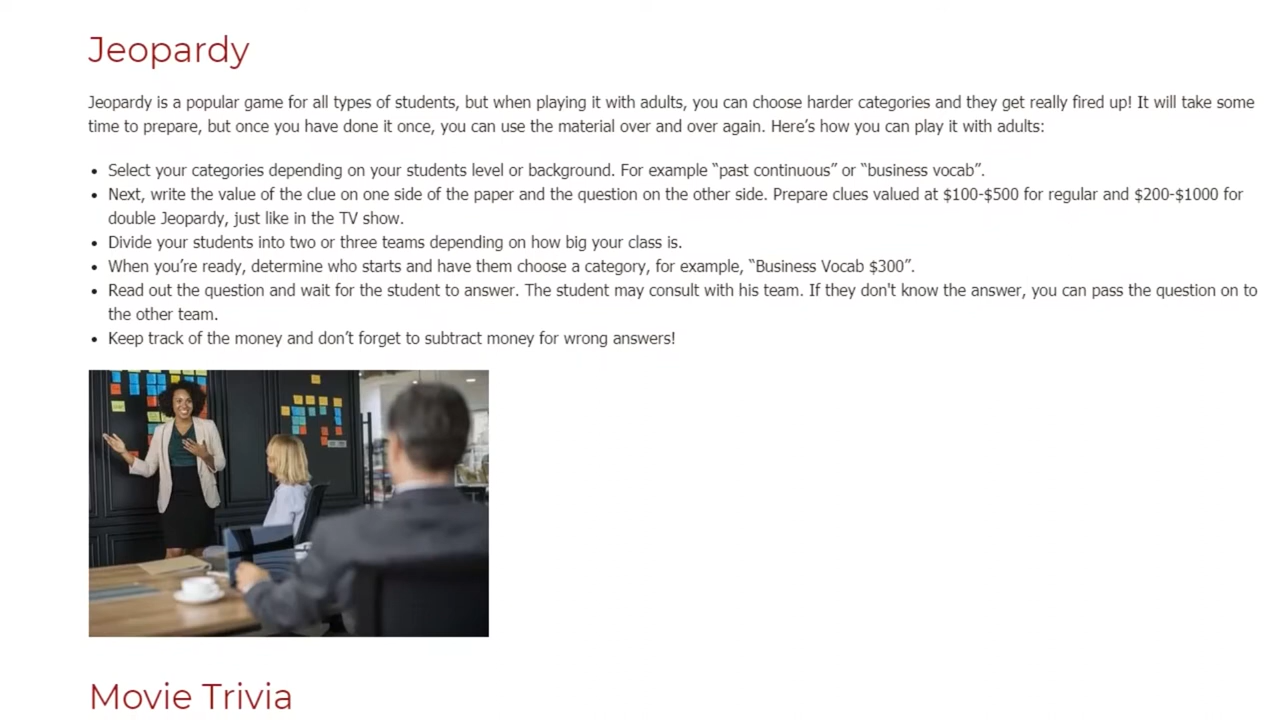 Jeopardy
Jeopardy is a popular game for all types of students, but when playing it with adults, you can choose harder categories and they get really fired up! It will take some
time to prepare, but once you have done it once, you can use the material over and over again. Here’s how you can play it with adults:
• Select your categories depending on your students level or background. For example “past continuous” or “business vocab”.
• Next, write the value of the clue on one side of the paper and the question on the other side. Prepare clues valued at $100-$500 for regular and $200-$1000 for
double Jeopardy, just like in the TV show.
• Divide your students into two or three teams depending on how big your class is.
• When you’re ready, determine who starts and have them choose a category, for example, “Business Vocab $300”.
• Read out the question and wait for the student to answer. The student may consult with his team. If they don't know the answer, you can pass the question on to
the other team.
• Keep track of the money and don’t forget to subtract money for wrong answers!
Movie Trivia